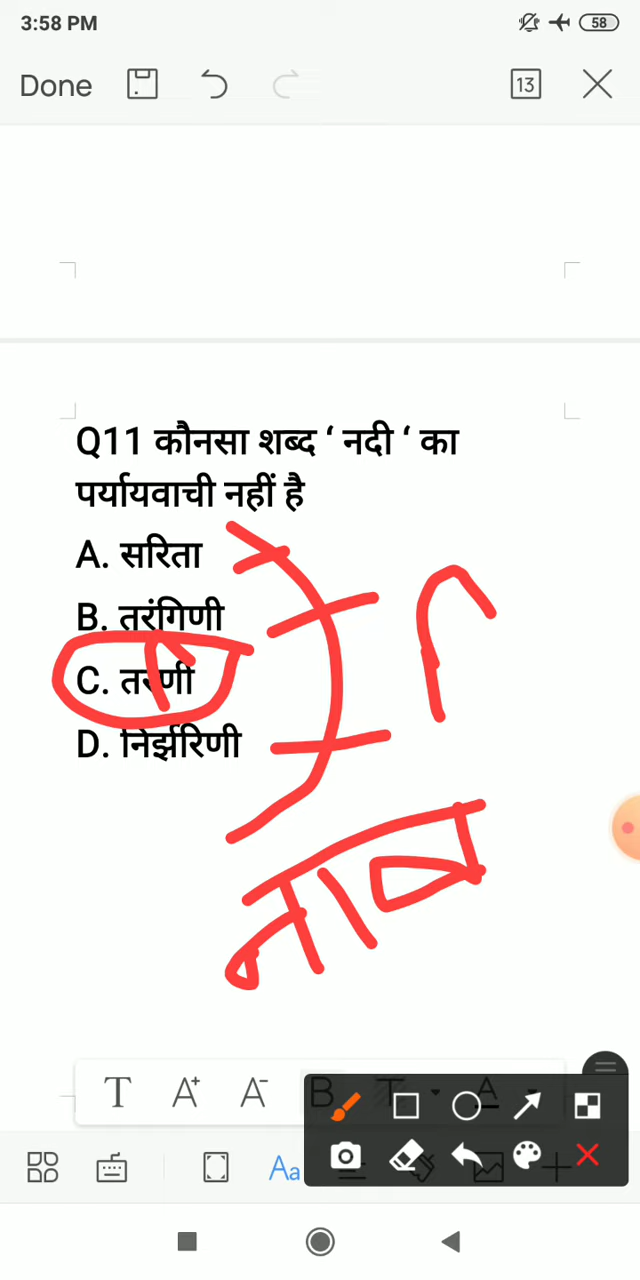 3:58 PM
58
Done
13
Q11 कौनसा शब्द ‘ नदी ‘ का
पर्यायवाची नहीं है
A. सरिता
B. तरंगिणी
C. तरणी
D. निर्झरिणी
नाव
T A+ A- B T A
Aa